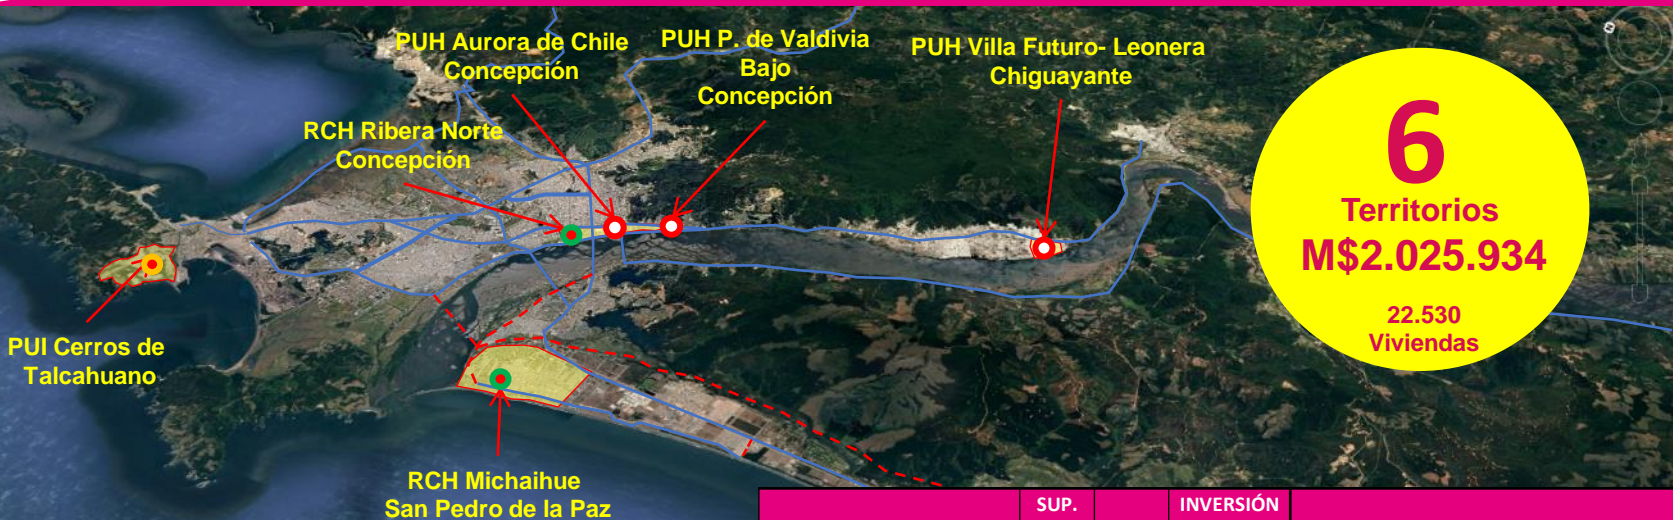 PUH Aurora de Chile
Concepción
PUH P. de Valdivia
Bajo
Concepción
PUH Villa Futuro- Leonera
Chiguayante
RCH Ribera Norte
Concepción
6
Territorios
M$2.025.934
22.530
Viviendas
PUI Cerros de
Talcahuano
RCH Michaihue
San Pedro de la Paz
SUP.
INVERSIÓN